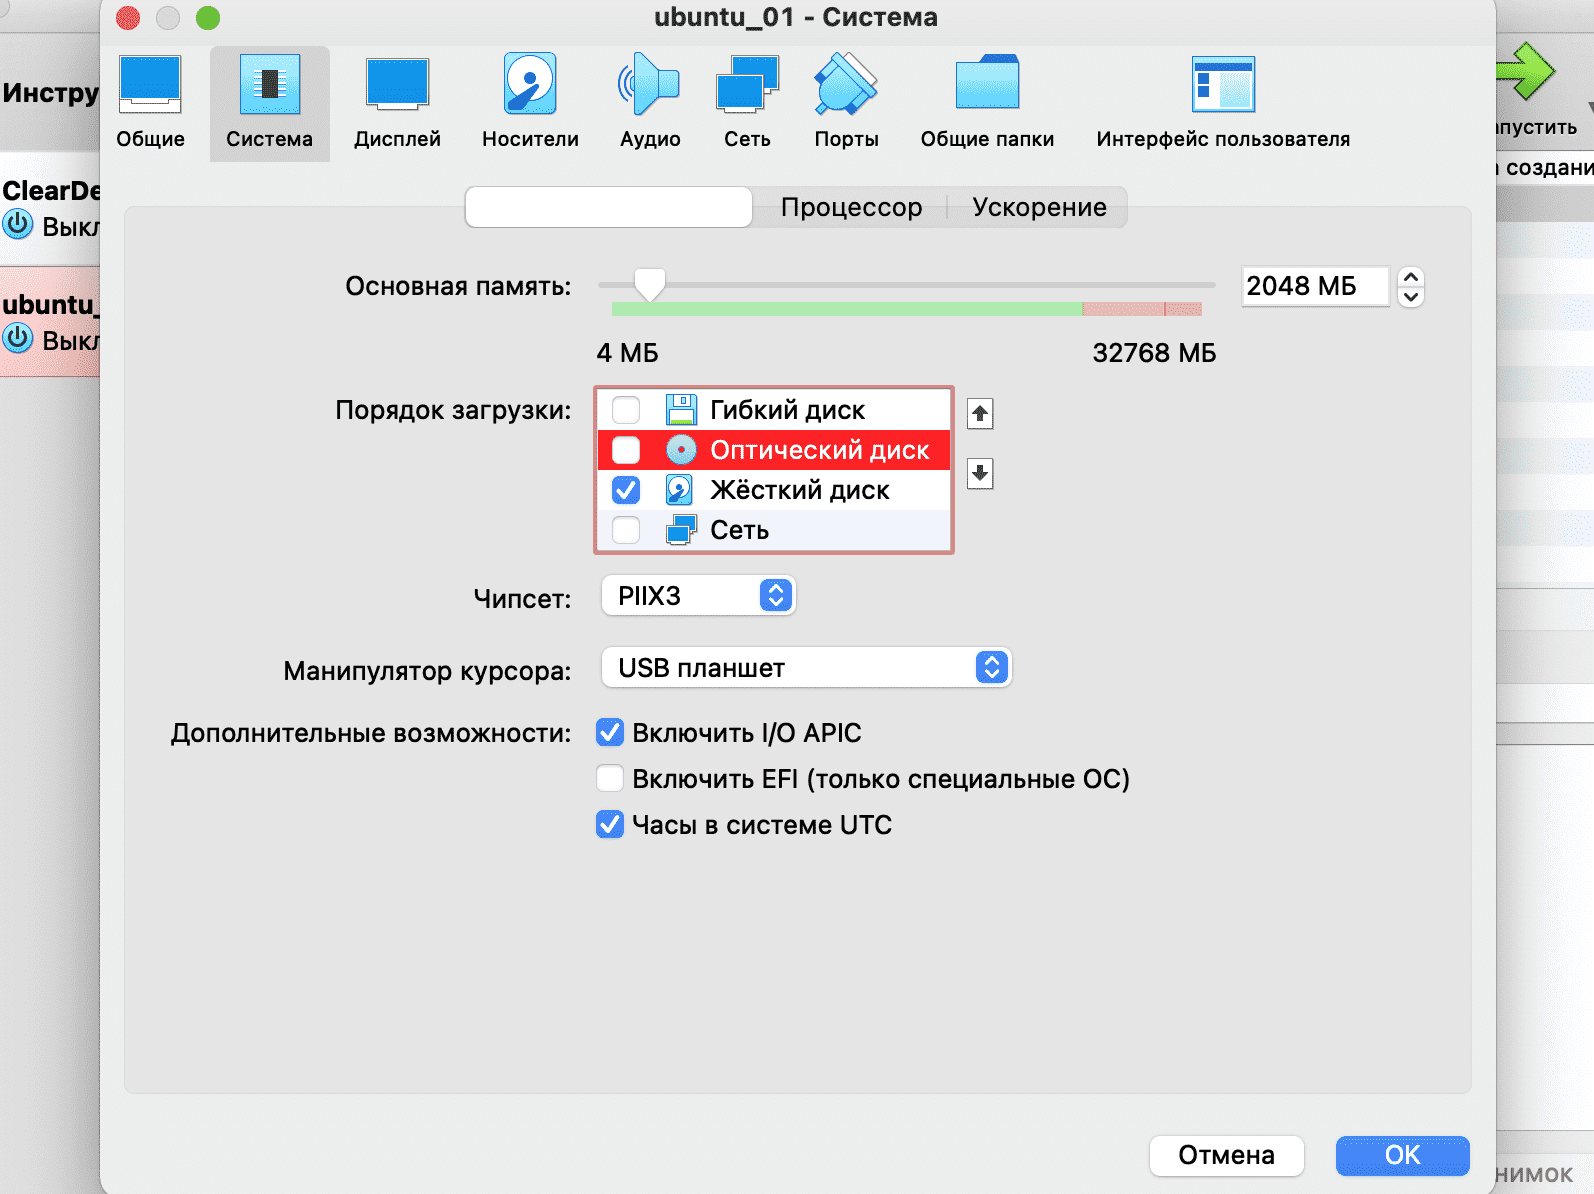 ubuntu_01 - Система
Инстру
Общие
Система
Дисплей
Носители
Аудио
Сеть
Порты
Общие папки
Интерфейс пользователя
апустить
ClearDe
Выкл
ubuntu_
Выкл
создани
Процессор
Ускорение
Основная память:
2048 МБ
4 МБ
32768 МБ
Порядок загрузки:
Гибкий диск
Оптический диск
Жёсткий диск
Сеть
Чипсет:
PIIX3
Манипулятор курсора:
USB планшет
Дополнительные возможности:
Включить I/O APIC
Включить EFI (только специальные ОС)
Часы в системе UTC
Отмена
OK
нимок